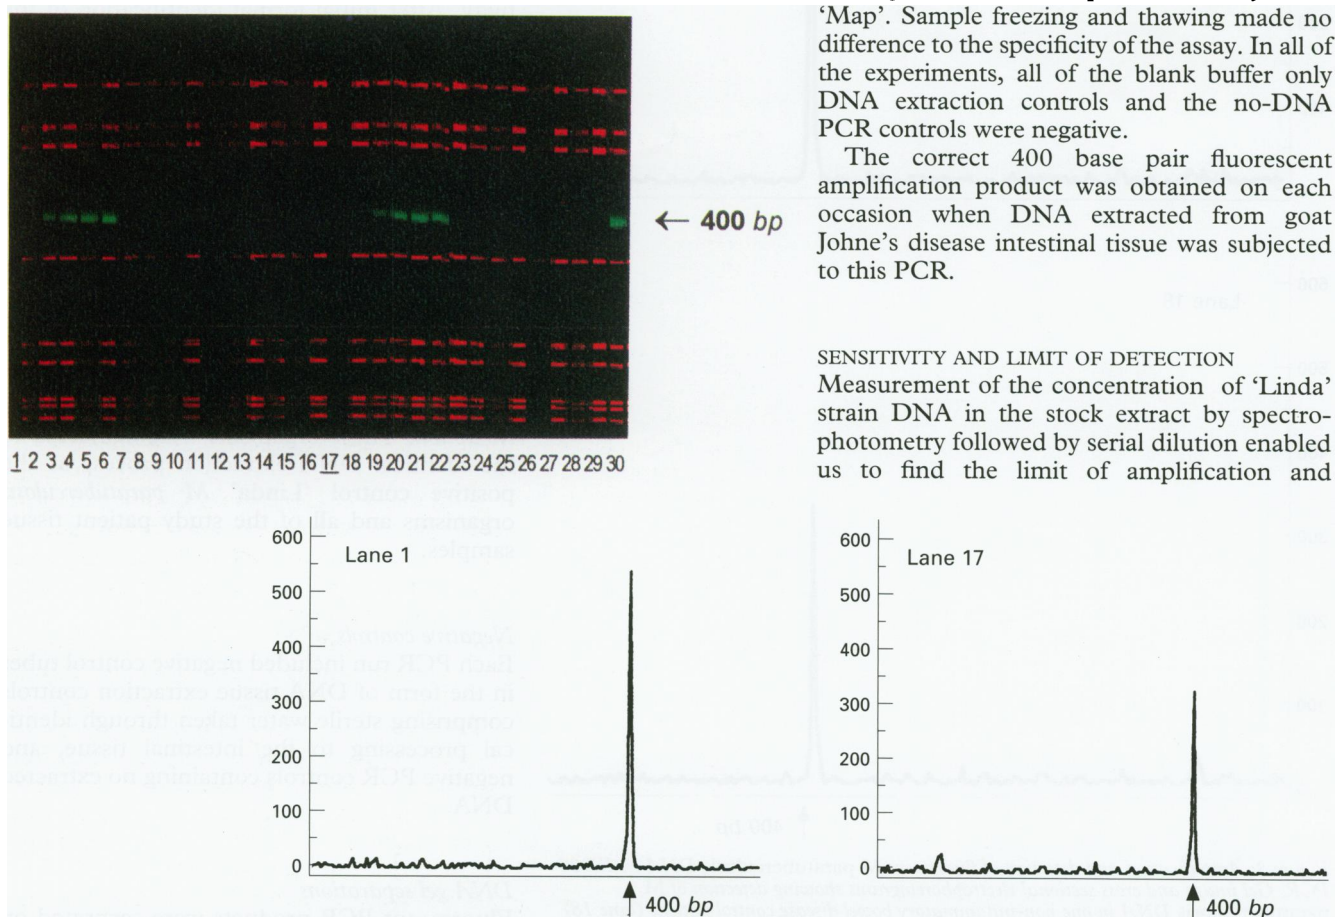 'Map'. Sample freezing and thawing made no
difference to the specificity of the assay. In all of
the experiments, all of the blank buffer only
DNA extraction controls and the no-DNA
PCR controls were negative.
The correct 400 base pair fluorescent
amplification product was obtained on each
occasion when DNA extracted from goat
Johne's disease intestinal tissue was subjected
to this PCR.
← 400 bp
SENSITIVITY AND LIMIT OF DETECTION
Measurement of the concentration of 'Linda'
strain DNA in the stock extract by spectro-
photometry followed by serial dilution enabled
us to find the limit of amplification and
1 2 3 4 5 6 7 8 9 10 11 12 13 14 15 16 17 18 19 20 21 22 23 24 25 26 27 28 29 30
Lane 1
600
500
400
300
200
100
0
400 bp
Lane 17
600
500
400
300
200
100
0
400 bp